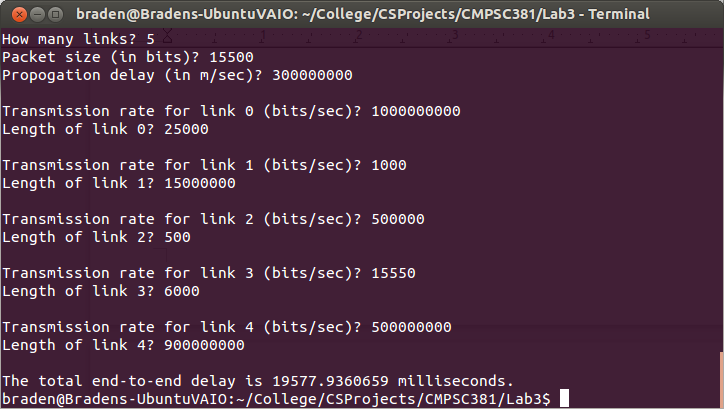 braden@Bradens-UbuntuVAIO: ~/College/CSProjects/CMPSC381/Lab3 - Terminal
How many links? 5
Packet size (in bits)? 15500
Propogation delay (in m/sec)? 300000000
Transmission rate for link 0 (bits/sec)? 1000000000
Length of link 0? 25000
Transmission rate for link 1 (bits/sec)? 1000
Length of link 1? 15000000
Transmission rate for link 2 (bits/sec)? 500000
Length of link 2? 500
Transmission rate for link 3 (bits/sec)? 15550
Length of link 3? 6000
Transmission rate for link 4 (bits/sec)? 500000000
Length of link 4? 900000000
The total end-to-end delay is 19577.9360659 milliseconds.
braden@Bradens-UbuntuVAIO:~/College/CSProjects/CMPSC381/Lab3$